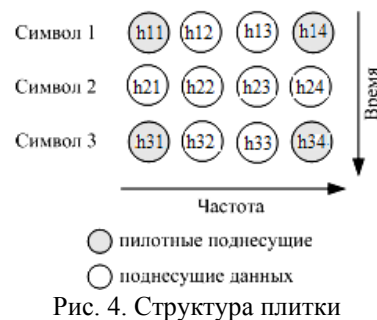 Символ 1 h11 h12 h13 h14
Символ 2 h21 h22 h23 h24
Символ 3 h31 h32 h33 h34
Время
Частота
пилотные поднесущие
поднесущие данных
Рис. 4. Структура плитки